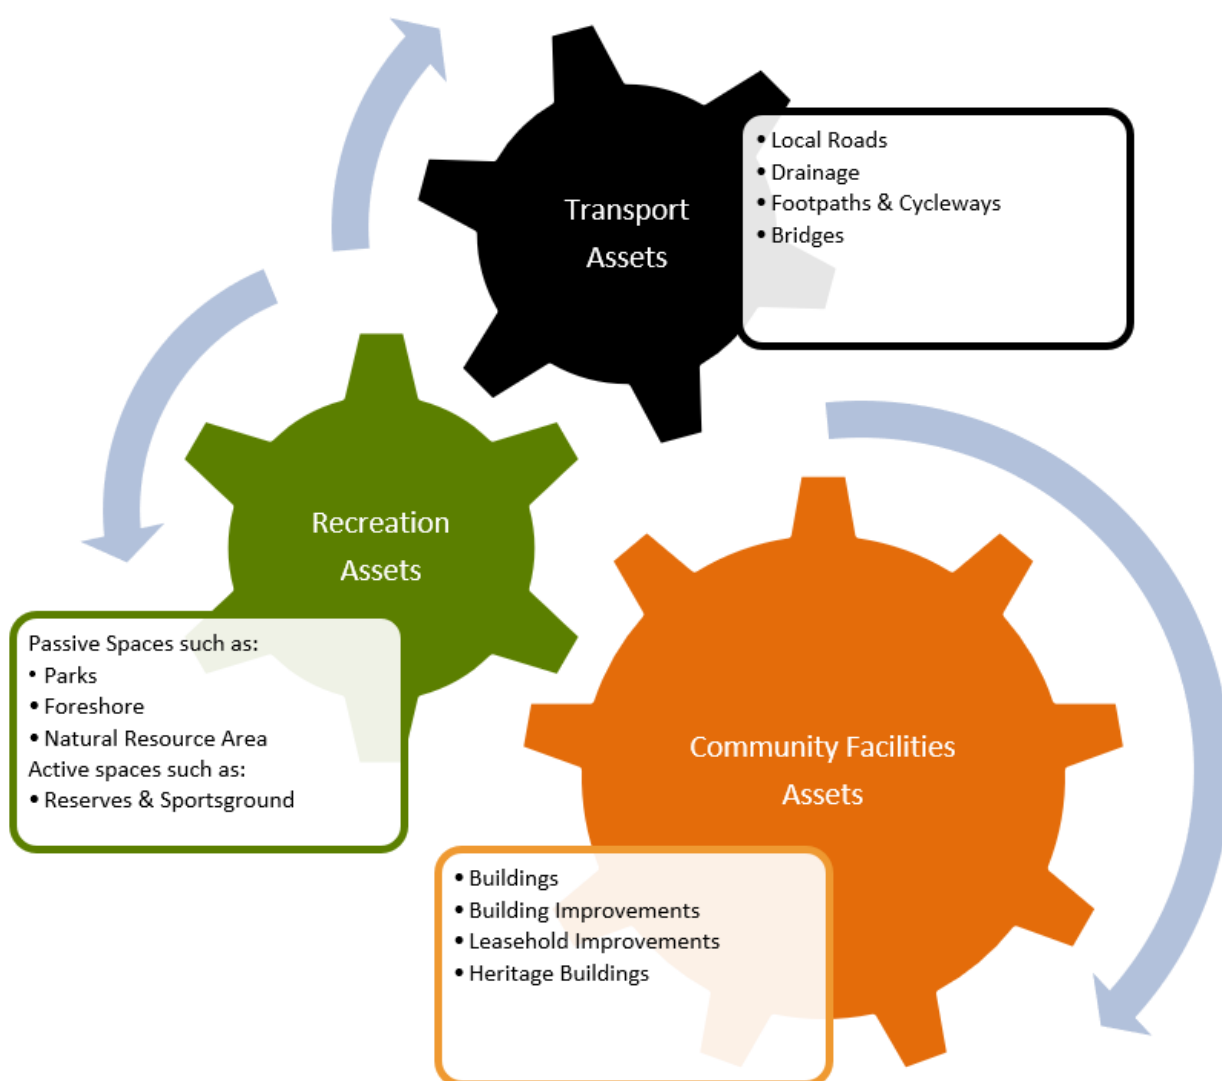 Transport
Assets
• Local Roads
• Drainage
• Footpaths & Cycleways
• Bridges
Recreation
Assets
Passive Spaces such as:
• Parks
• Foreshore
• Natural Resource Area
Active spaces such as:
• Reserves & Sportsground
Community Facilities
Assets
• Buildings
• Building Improvements
• Leasehold Improvements
• Heritage Buildings